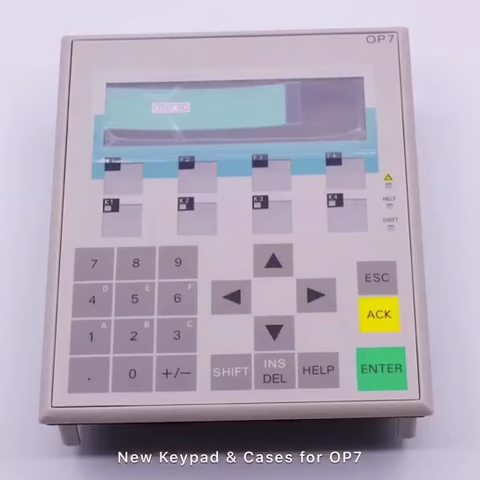 OP7
F1 F2 F3 F4
K1 K2 K3 K4
HELP
SHIFT
7 8 9
ESC
4 D 5 E 6 F
ACK
1 A 2 B 3 C
. 0 +/−
SHIFT
INS
DEL
HELP
ENTER
New Keypad & Cases for OP7